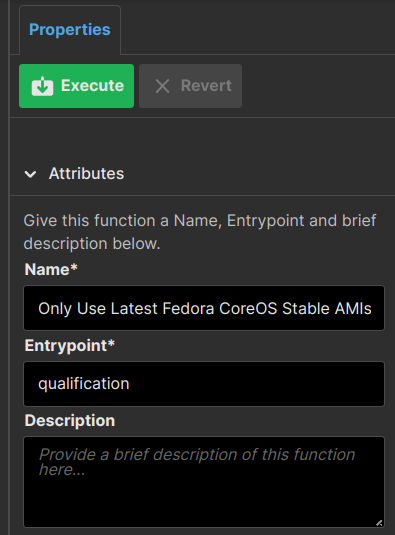 Properties
Execute
Revert
Attributes
Give this function a Name, Entrypoint and brief
description below.
Name*
Only Use Latest Fedora CoreOS Stable AMIs
Entrypoint*
qualification
Description
Provide a brief description of this function
here...